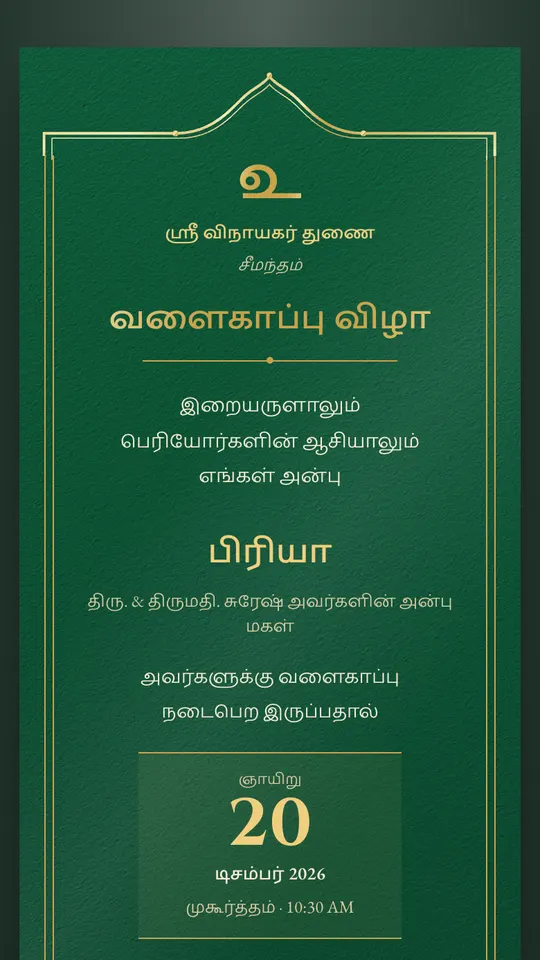 உ
ஸ்ரீ விநாயகர் துணை
சீமந்தம்
வளைகாப்பு விழா
இறையருளாலும்
பெரியோர்களின் ஆசியாலும்
எங்கள் அன்பு
பிரியா
திரு. & திருமதி. சுரேஷ் அவர்களின் அன்பு
மகள்
அவர்களுக்கு வளைகாப்பு
நடைபெற இருப்பதால்
ஞாயிறு
20
டிசம்பர் 2026
முகூர்த்தம் · 10:30 AM